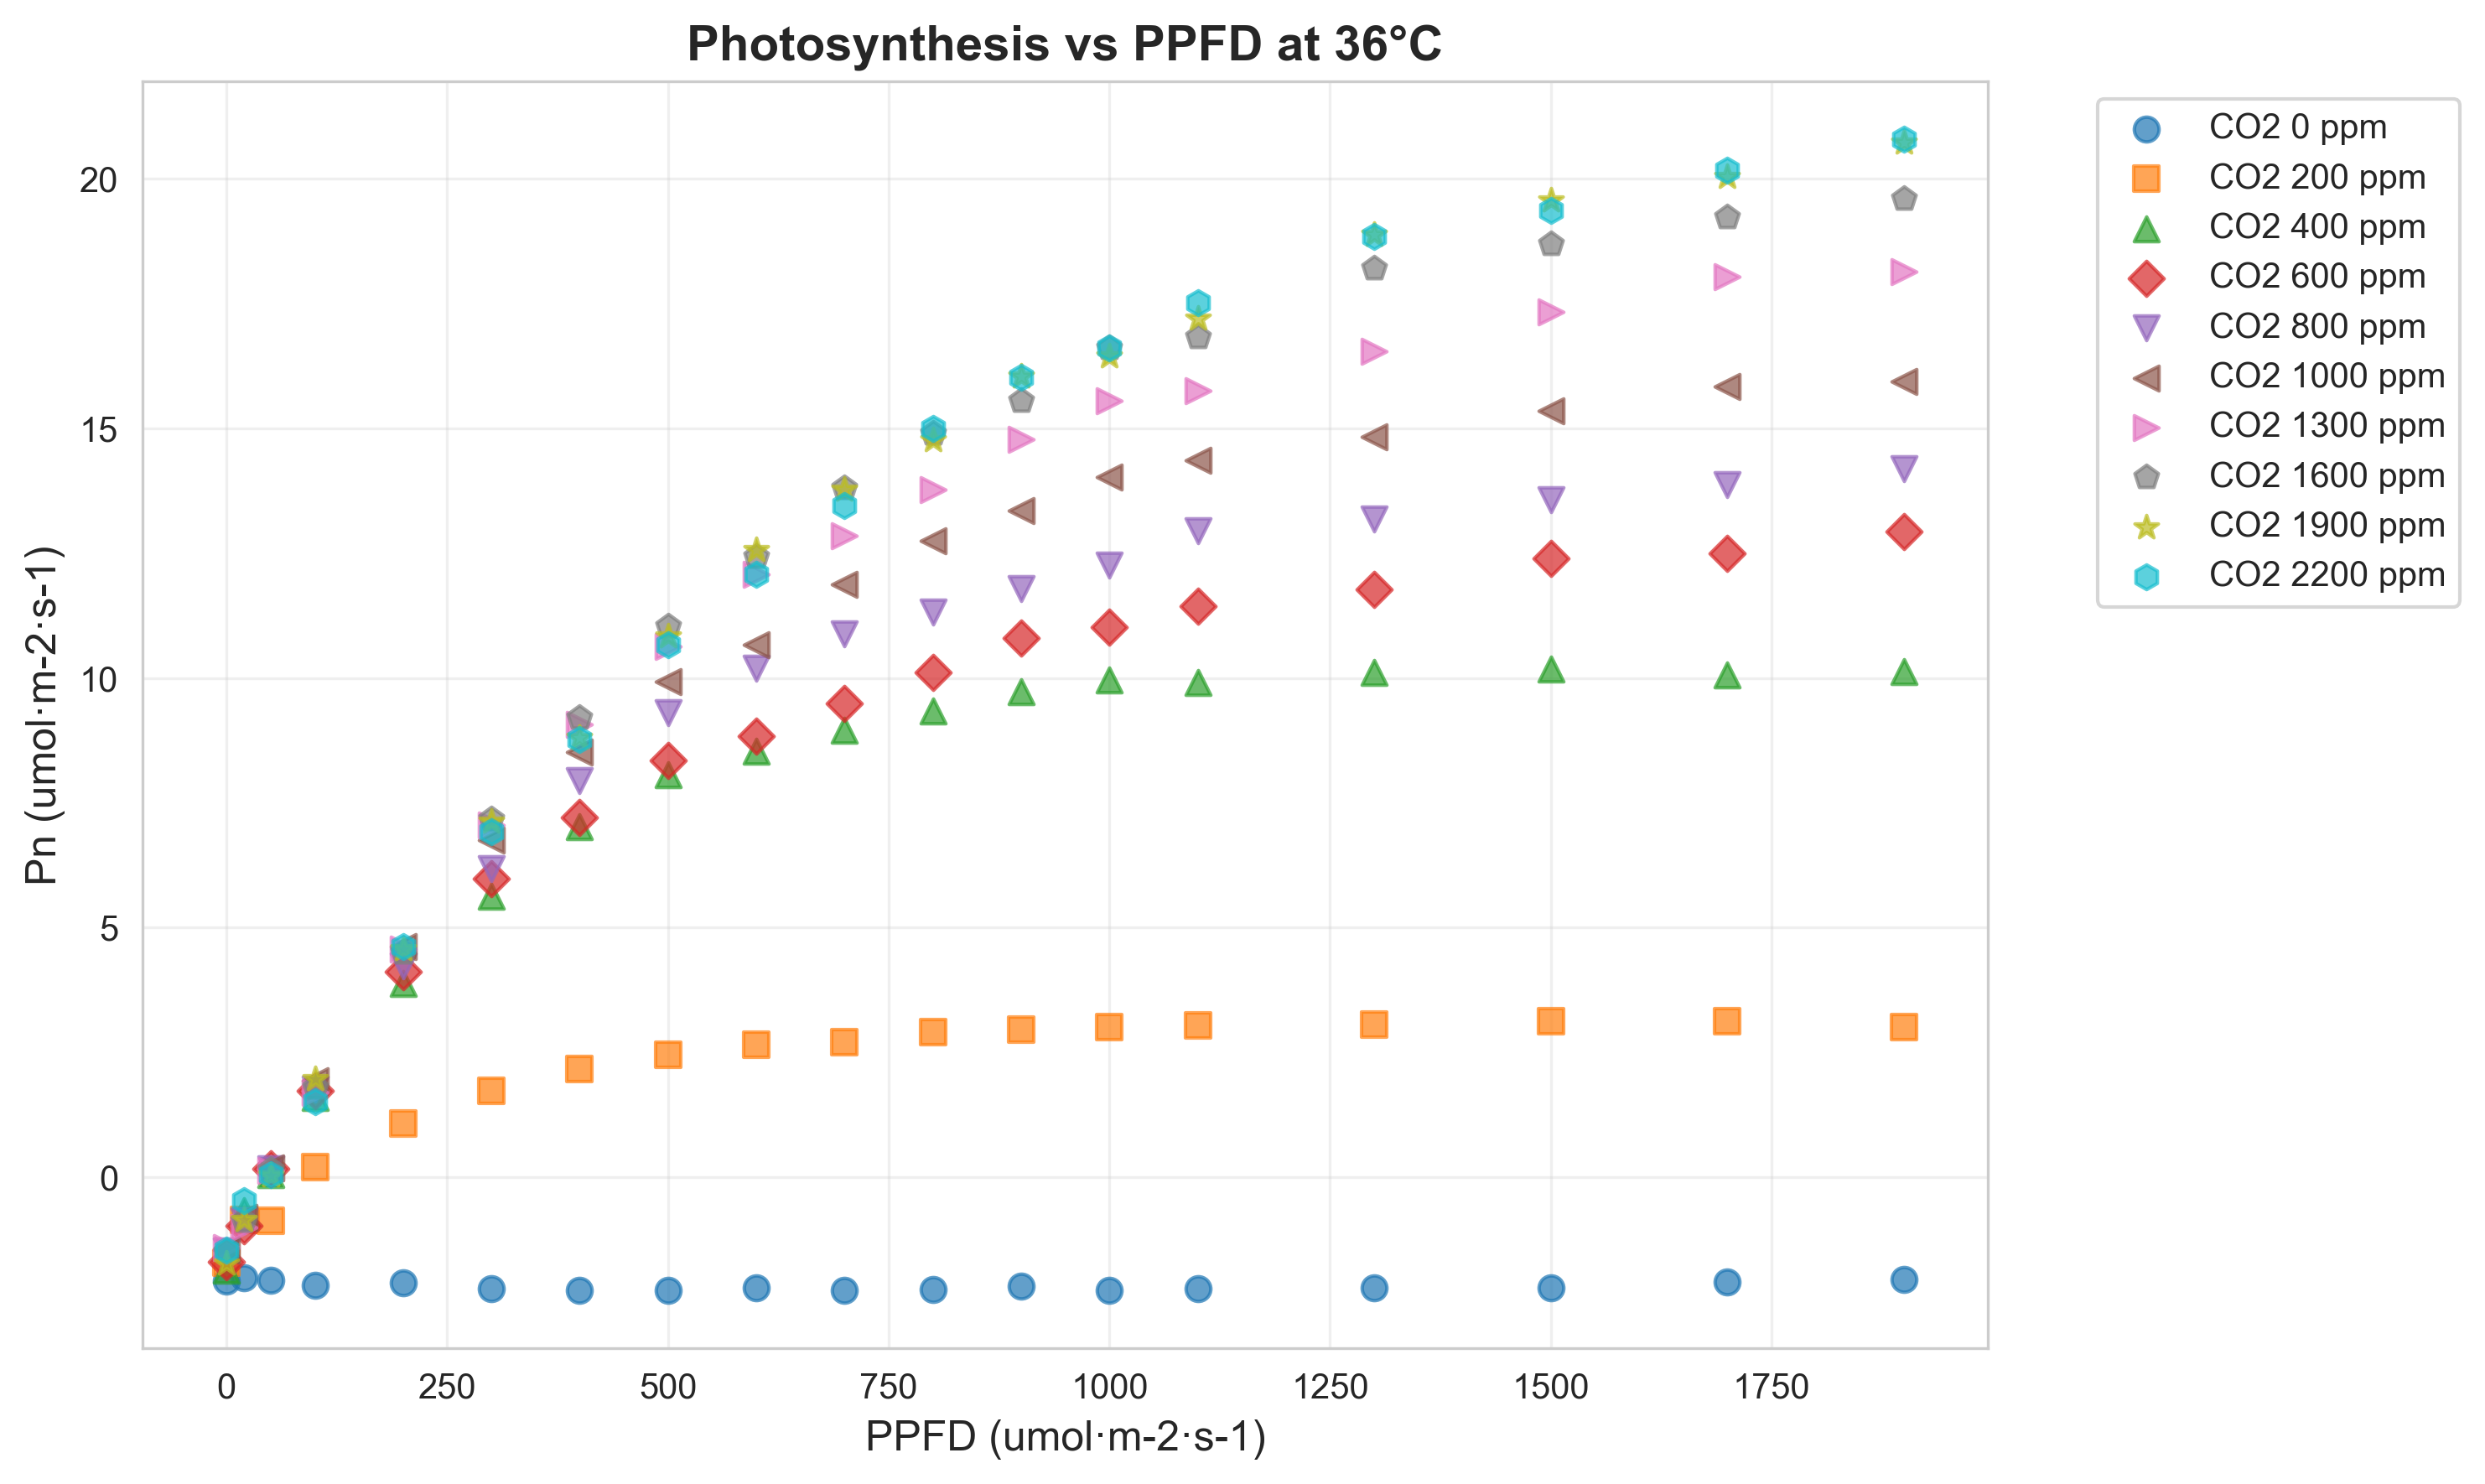 Photosynthesis vs PPFD at 36°C
CO2 0 ppm
CO2 200 ppm
CO2 400 ppm
CO2 600 ppm
CO2 800 ppm
CO2 1000 ppm
CO2 1300 ppm
CO2 1600 ppm
CO2 1900 ppm
CO2 2200 ppm
Pn (umol·m-2·s-1)
20
15
10
5
0
0 250 500 750 1000 1250 1500 1750
PPFD (umol·m-2·s-1)